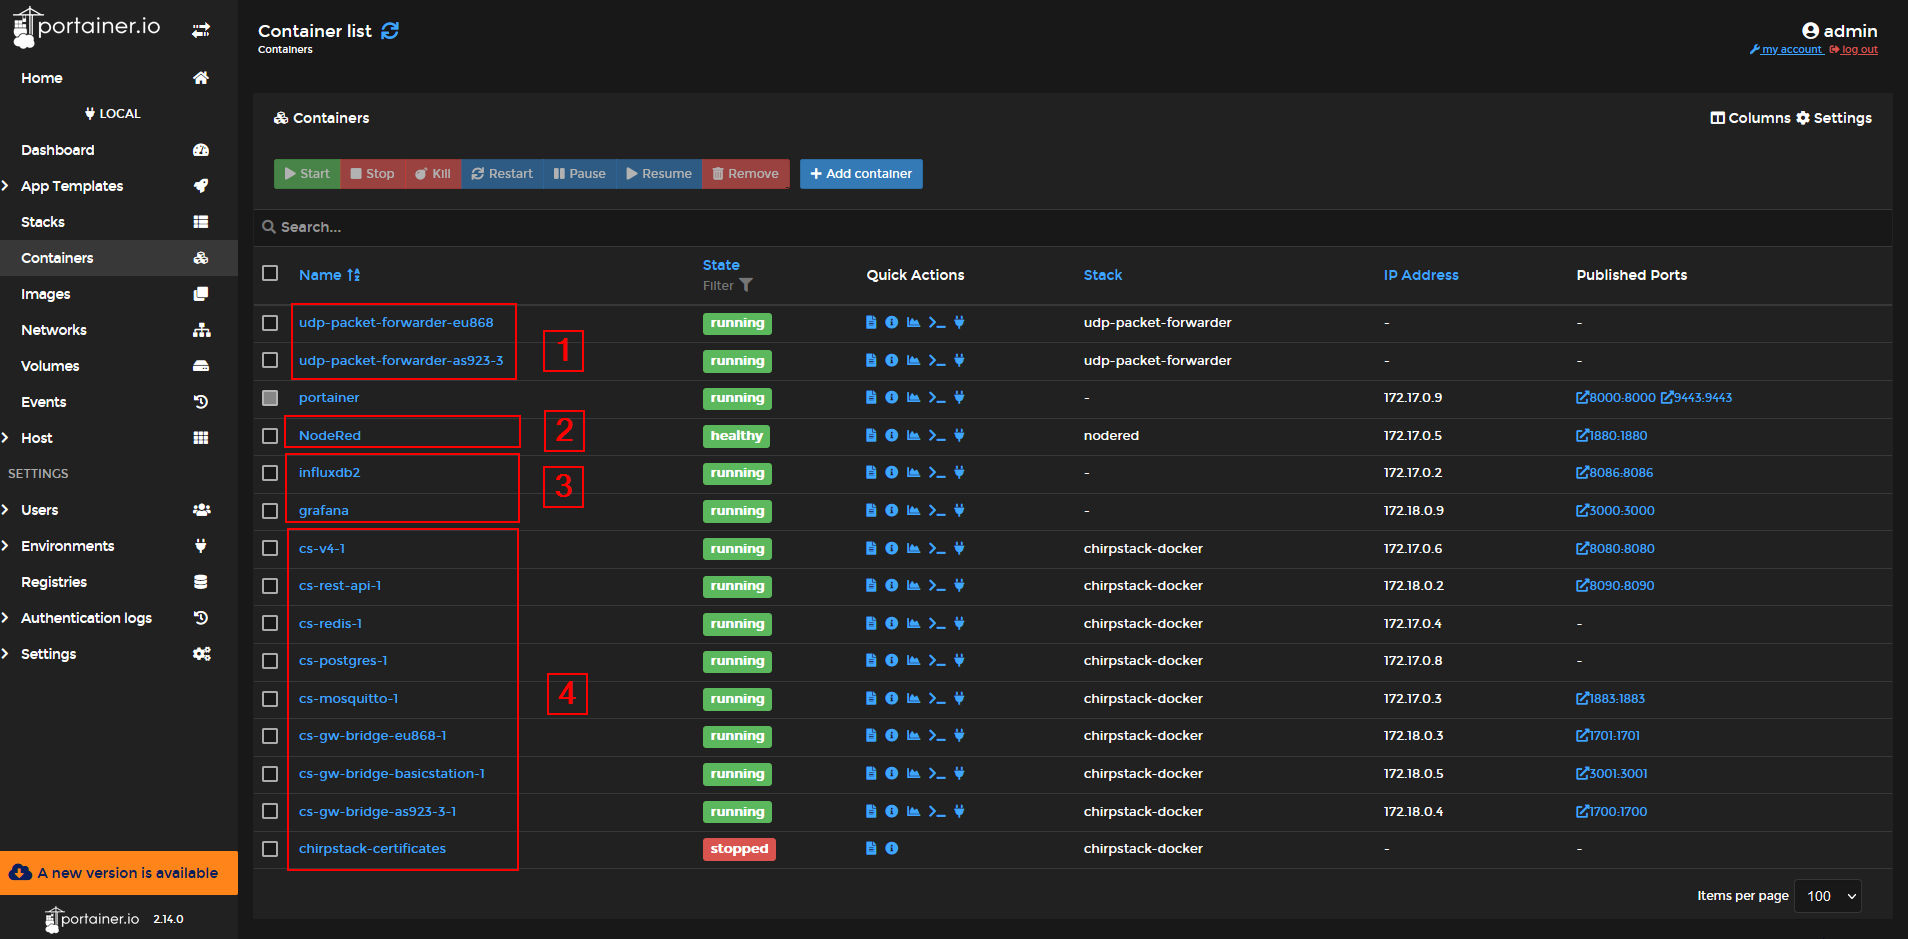 portainer.io
Home
LOCAL
Dashboard
App Templates
Stacks
Containers
Images
Networks
Volumes
Events
Host
SETTINGS
Users
Environments
Registries
Authentication logs
Settings
A new version is available
portainer.io 2.14.0
Container list
Containers
admin
my account log out
Containers
Columns Settings
Start Stop Kill Restart Pause Resume Remove Add container
Search...
Name State Filter Quick Actions Stack IP Address Published Ports
udp-packet-forwarder-eu868 running udp-packet-forwarder - -
1
udp-packet-forwarder-as923-3 running udp-packet-forwarder - -
portainer running - 172.17.0.9 8000:8000 9443:9443
NodeRed 2 healthy nodered 172.17.0.5 1880:1880
influxdb2 running - 172.17.0.2 8086:8086
3
grafana running - 172.18.0.9 3000:3000
cs-v4-1 running chirpstack-docker 172.17.0.6 8080:8080
cs-rest-api-1 running chirpstack-docker 172.18.0.2 8090:8090
cs-redis-1 running chirpstack-docker 172.17.0.4 -
cs-postgres-1 running chirpstack-docker 172.17.0.8 -
cs-mosquitto-1 4 running chirpstack-docker 172.17.0.3 1883:1883
cs-gw-bridge-eu868-1 running chirpstack-docker 172.18.0.3 1701:1701
cs-gw-bridge-basicstation-1 running chirpstack-docker 172.18.0.5 3001:3001
cs-gw-bridge-as923-3-1 running chirpstack-docker 172.18.0.4 1700:1700
chirpstack-certificates stopped chirpstack-docker - -
Items per page 100